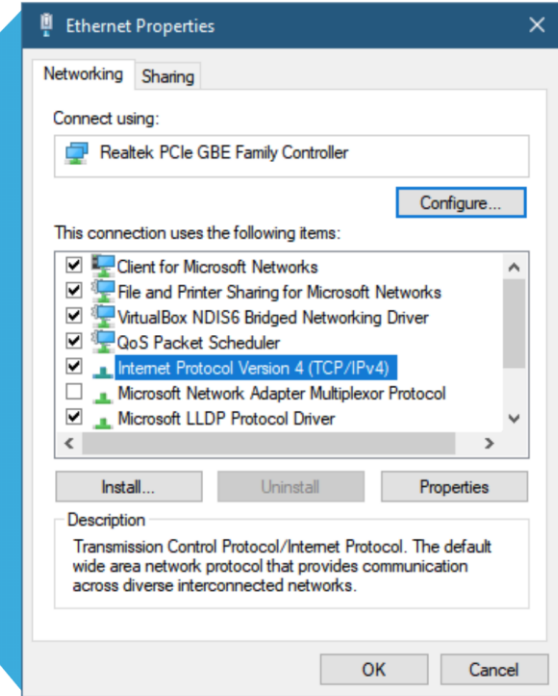 Ethernet Properties
Networking
Sharing
Connect using:
Realtek PCIe GBE Family Controller
Configure...
This connection uses the following items:
Client for Microsoft Networks
File and Printer Sharing for Microsoft Networks
VirtualBox NDIS6 Bridged Networking Driver
QoS Packet Scheduler
Internet Protocol Version 4 (TCP/IPv4)
Microsoft Network Adapter Multiplexor Protocol
Microsoft LLDP Protocol Driver
Install...
Uninstall
Properties
Description
Transmission Control Protocol/Internet Protocol. The default
wide area network protocol that provides communication
across diverse interconnected networks.
OK
Cancel